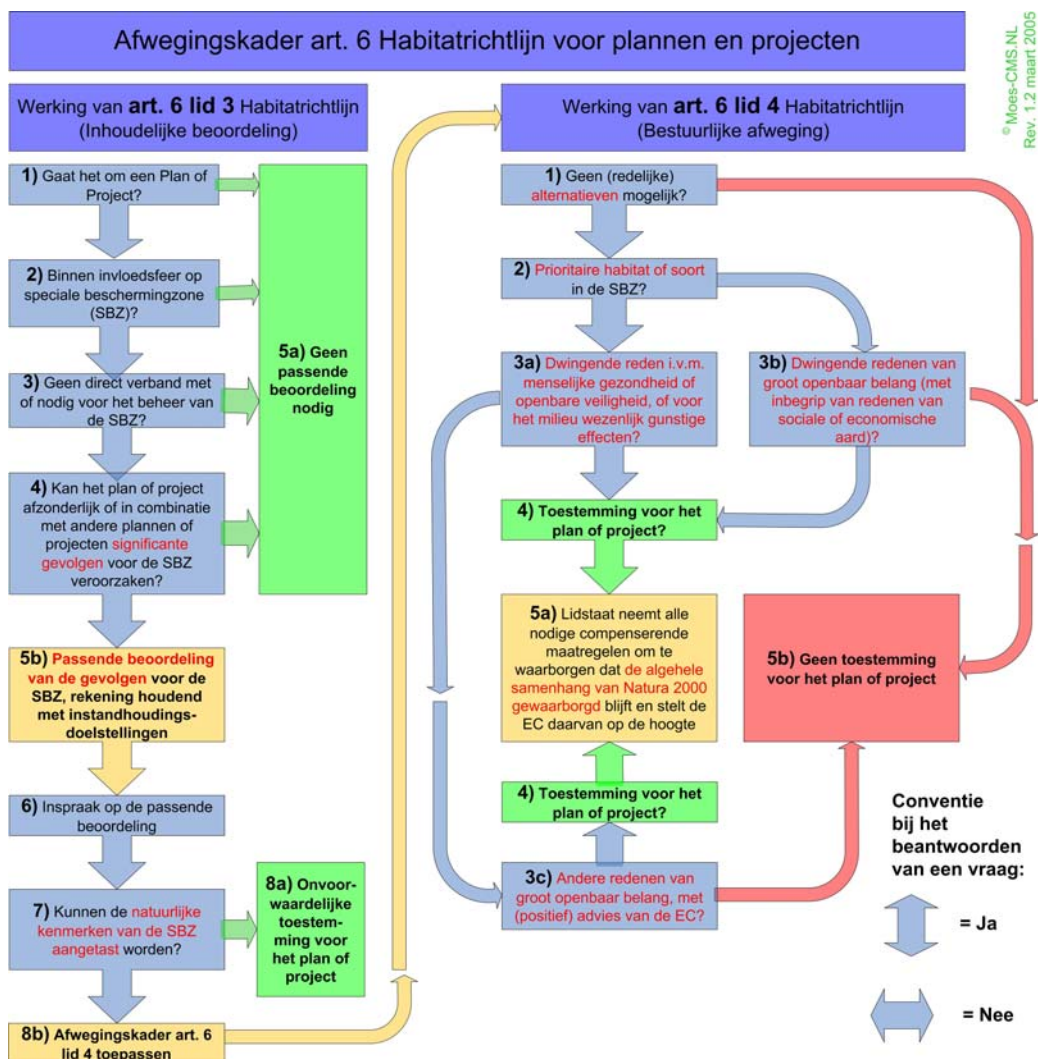 Afwegingskader art. 6 Habitatrichtlijn voor plannen en projecten
© Moes-CMS.NL
Rev. 1.2 maart 2005
Werking van art. 6 lid 3 Habitatrichtlijn
(Inhoudelijke beoordeling)
1) Gaat het om een Plan of
Project?
2) Binnen invloedsfeer op
speciale beschermingzone
(SBZ)?
3) Geen direct verband met
of nodig voor het beheer van
de SBZ?
4) Kan het plan of project
afzonderlijk of in combinatie
met andere plannen of
projecten significante
gevolgen voor de SBZ
veroorzaken?
5a) Geen
passende
beoordeling
nodig
5b) Passende beoordeling
van de gevolgen voor de
SBZ, rekening houdend
met instandhoudings-
doelstellingen
6) Inspraak op de passende
beoordeling
7) Kunnen de natuurlijke
kenmerken van de SBZ
aangetast worden?
8a) Onvoor-
waardelijke
toestem-
ming voor
het plan of
project
8b) Afwegingskader art. 6
lid 4 toepassen
Werking van art. 6 lid 4 Habitatrichtlijn
(Bestuurlijke afweging)
1) Geen (redelijke)
alternatieven mogelijk?
2) Prioritaire habitat of soort
in de SBZ?
3a) Dwingende reden i.v.m.
menselijke gezondheid of
openbare veiligheid, of voor
het milieu wezenlijk gunstige
effecten?
3b) Dwingende redenen van
groot openbaar belang (met
inbegrip van redenen van
sociale of economische
aard)?
4) Toestemming voor het
plan of project?
5a) Lidstaat neemt alle
nodige compenserende
maatregelen om te
waarborgen dat de algehele
samenhang van Natura 2000
gewaarborgd blijft en stelt de
EC daarvan op de hoogte
5b) Geen toestemming
voor het plan of project
4) Toestemming voor het
plan of project?
3c) Andere redenen van
groot openbaar belang, met
(positief) advies van de EC?
Conventie
bij het
beantwoorden
van een vraag:
= Ja
= Nee